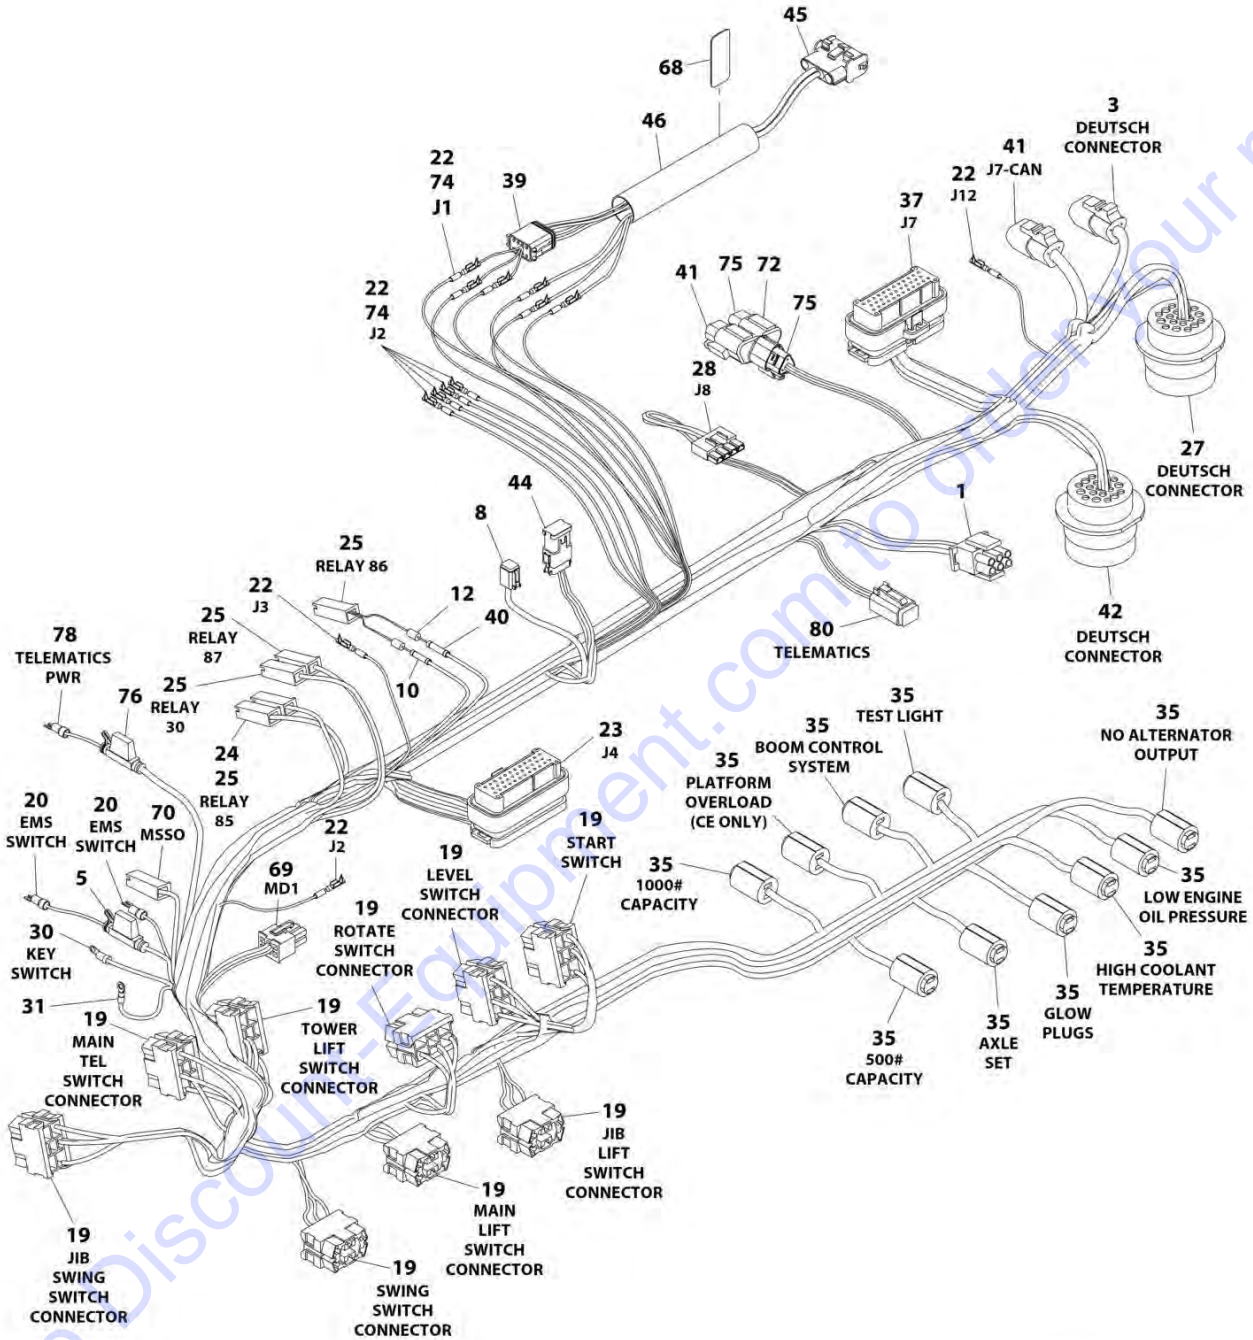 45
68
46
3
DEUTSCH
CONNECTOR
41
J7-CAN
22
J12
37
J7
22
74
J1
39
22
74
J2
41
75
72
75
28
J8
27
DEUTSCH
CONNECTOR
1
44
8
25
RELAY 86
12
40
22
J3
10
80
TELEMATICS
42
DEUTSCH
CONNECTOR
78
TELEMATICS
PWR
25
RELAY
87
76
25
RELAY
30
24
25
RELAY
85
23
J4
20
EMS
SWITCH
20
EMS
SWITCH
70
MSSO
5
30
KEY
SWITCH
31
22
J2
69
MD1
19
START
SWITCH
19
LEVEL
SWITCH
CONNECTOR
19
ROTATE
SWITCH
CONNECTOR
19
TOWER
LIFT
SWITCH
CONNECTOR
19
MAIN
TEL
SWITCH
CONNECTOR
19
JIB
SWING
SWITCH
CONNECTOR
19
SWING
SWITCH
CONNECTOR
19
MAIN
LIFT
SWITCH
CONNECTOR
19
JIB
LIFT
SWITCH
CONNECTOR
35
TEST LIGHT
35
BOOM CONTROL
SYSTEM
35
PLATFORM
OVERLOAD
(CE ONLY)
35
1000#
CAPACITY
35
NO ALTERNATOR
OUTPUT
35
LOW ENGINE
OIL PRESSURE
35
HIGH COOLANT
TEMPERATURE
35
GLOW
PLUGS
35
AXLE
SET
35
500#
CAPACITY
Discount-Equipment.com to order your